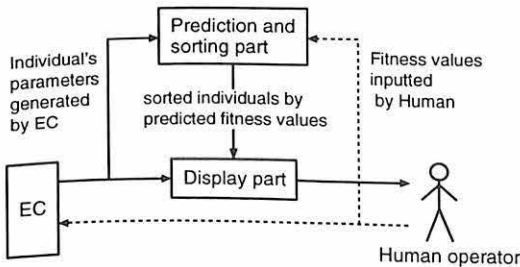 Prediction and
sorting part
Individual's
parameters
generated
by EC
Fitness values
inputted
by Human
sorted individuals by
predicted fitness values
EC
Display part
Human operator